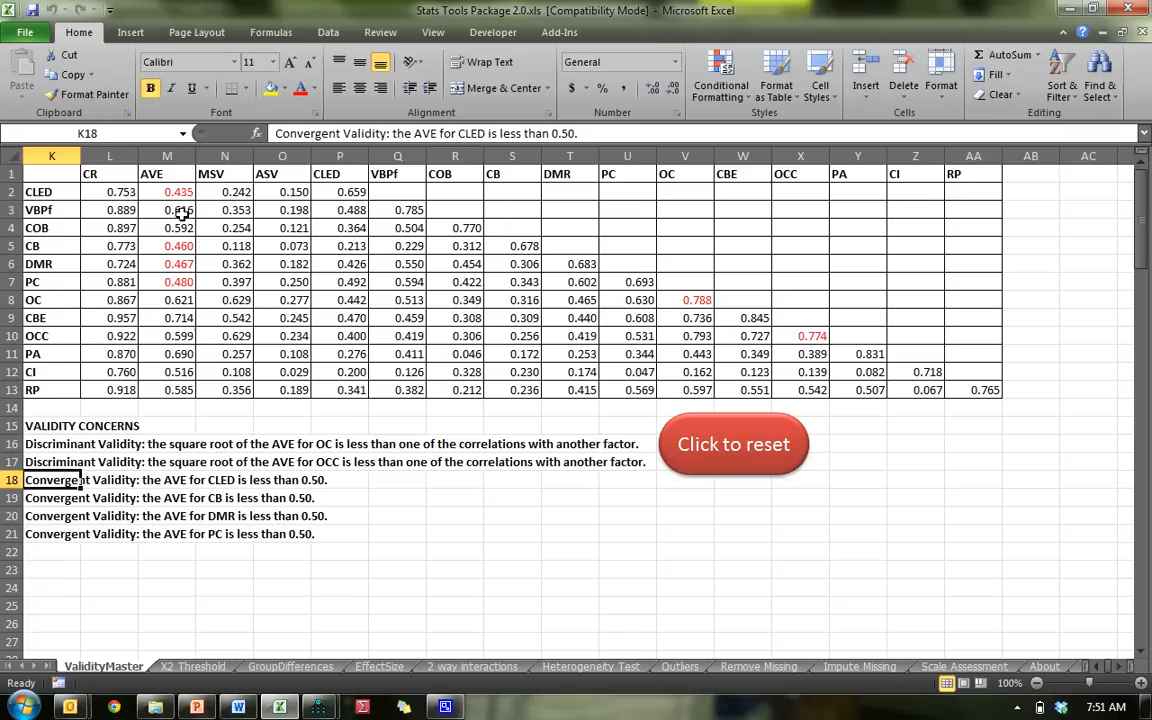 Stats Tools Package 2.0.xls [Compatibility Mode] - Microsoft Excel
File Home Insert Page Layout Formulas Data Review View Developer Add-Ins
Cut
Copy
Format Painter
Paste
Clipboard
Calibri 11
B I U
Font
Wrap Text
Merge & Center
Alignment
General
$ % ,
Number
Conditional Formatting
Format as Table
Cell Styles
Styles
Insert Delete Format
Cells
AutoSum
Fill
Clear
Sort & Filter
Find & Select
Editing
K18 fx Convergent Validity: the AVE for CLED is less than 0.50.
K L M N O P Q R S T U V W X Y Z AA AB AC
1 CR AVE MSV ASV CLED VBPf COB CB DMR PC OC CBE OCC PA CI RP
2 CLED 0.753 0.435 0.242 0.150 0.659
3 VBPf 0.889 0.353 0.198 0.488 0.785
4 COB 0.897 0.592 0.254 0.121 0.364 0.504 0.770
5 CB 0.773 0.460 0.118 0.073 0.213 0.229 0.312 0.678
6 DMR 0.724 0.467 0.362 0.182 0.426 0.550 0.454 0.306 0.683
7 PC 0.881 0.480 0.397 0.250 0.492 0.594 0.422 0.343 0.602 0.693
8 OC 0.867 0.621 0.629 0.277 0.442 0.513 0.349 0.316 0.465 0.630 0.788
9 CBE 0.957 0.714 0.542 0.245 0.470 0.459 0.308 0.309 0.440 0.608 0.736 0.845
10 OCC 0.922 0.599 0.629 0.234 0.400 0.419 0.306 0.256 0.419 0.531 0.793 0.727 0.774
11 PA 0.870 0.690 0.257 0.108 0.276 0.411 0.046 0.172 0.253 0.344 0.443 0.349 0.389 0.831
12 CI 0.760 0.516 0.108 0.029 0.200 0.126 0.328 0.230 0.174 0.047 0.162 0.123 0.139 0.082 0.718
13 RP 0.918 0.585 0.356 0.189 0.341 0.382 0.212 0.236 0.415 0.569 0.597 0.551 0.542 0.507 0.067 0.765
14
15 VALIDITY CONCERNS
16 Discriminant Validity: the square root of the AVE for OC is less than one of the correlations with another factor.
Click to reset
17 Discriminant Validity: the square root of the AVE for OCC is less than one of the correlations with another factor.
18 Convergent Validity: the AVE for CLED is less than 0.50.
19 Convergent Validity: the AVE for CB is less than 0.50.
20 Convergent Validity: the AVE for DMR is less than 0.50.
21 Convergent Validity: the AVE for PC is less than 0.50.
22
23
24
25
26
27
ValidityMaster X2 Threshold GroupDifferences EffectSize 2 way interactions Heterogeneity Test Outliers Remove Missing Impute Missing Scale Assessment About
Ready 100%
7:51 AM